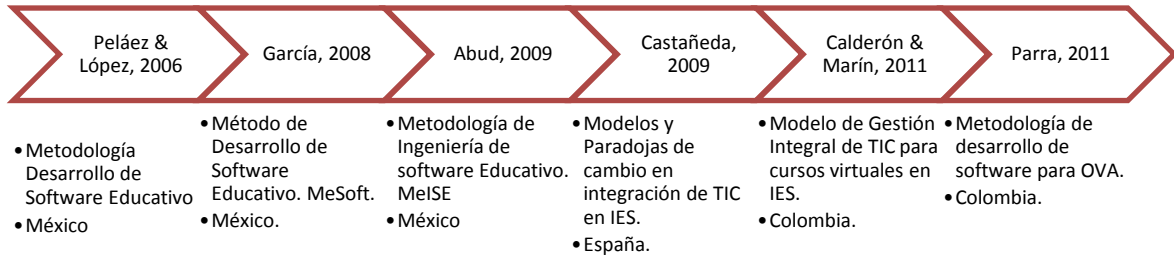 Peláez &
López, 2006
García, 2008
Abud, 2009
Castañeda,
2009
Calderón &
Marín, 2011
Parra, 2011
•Metodología
Desarrollo de
Software Educativo
•México
•Método de
Desarrollo de
Software
Educativo. MeSoft.
•México.
•Metodología de
Ingeniería de
software Educativo.
MeISE
•México
•Modelos y
Paradojas de
cambio en
integración de TIC
en IES.
•España.
•Modelo de Gestión
Integral de TIC para
cursos virtuales en
IES.
•Colombia.
•Metodología de
desarrollo de
software para OVA.
•Colombia.